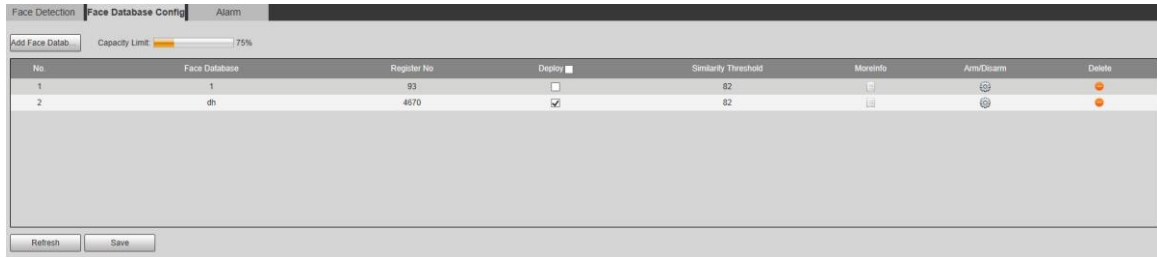 Face Detection Face Database Config Alarm
Add Face Datab... Capacity Limit: 75%
No. Face Database Register No Deploy Similarity Threshold MoreInfo Arm/Disarm Delete
1 1 93 82
2 dh 4670 82
Refresh Save